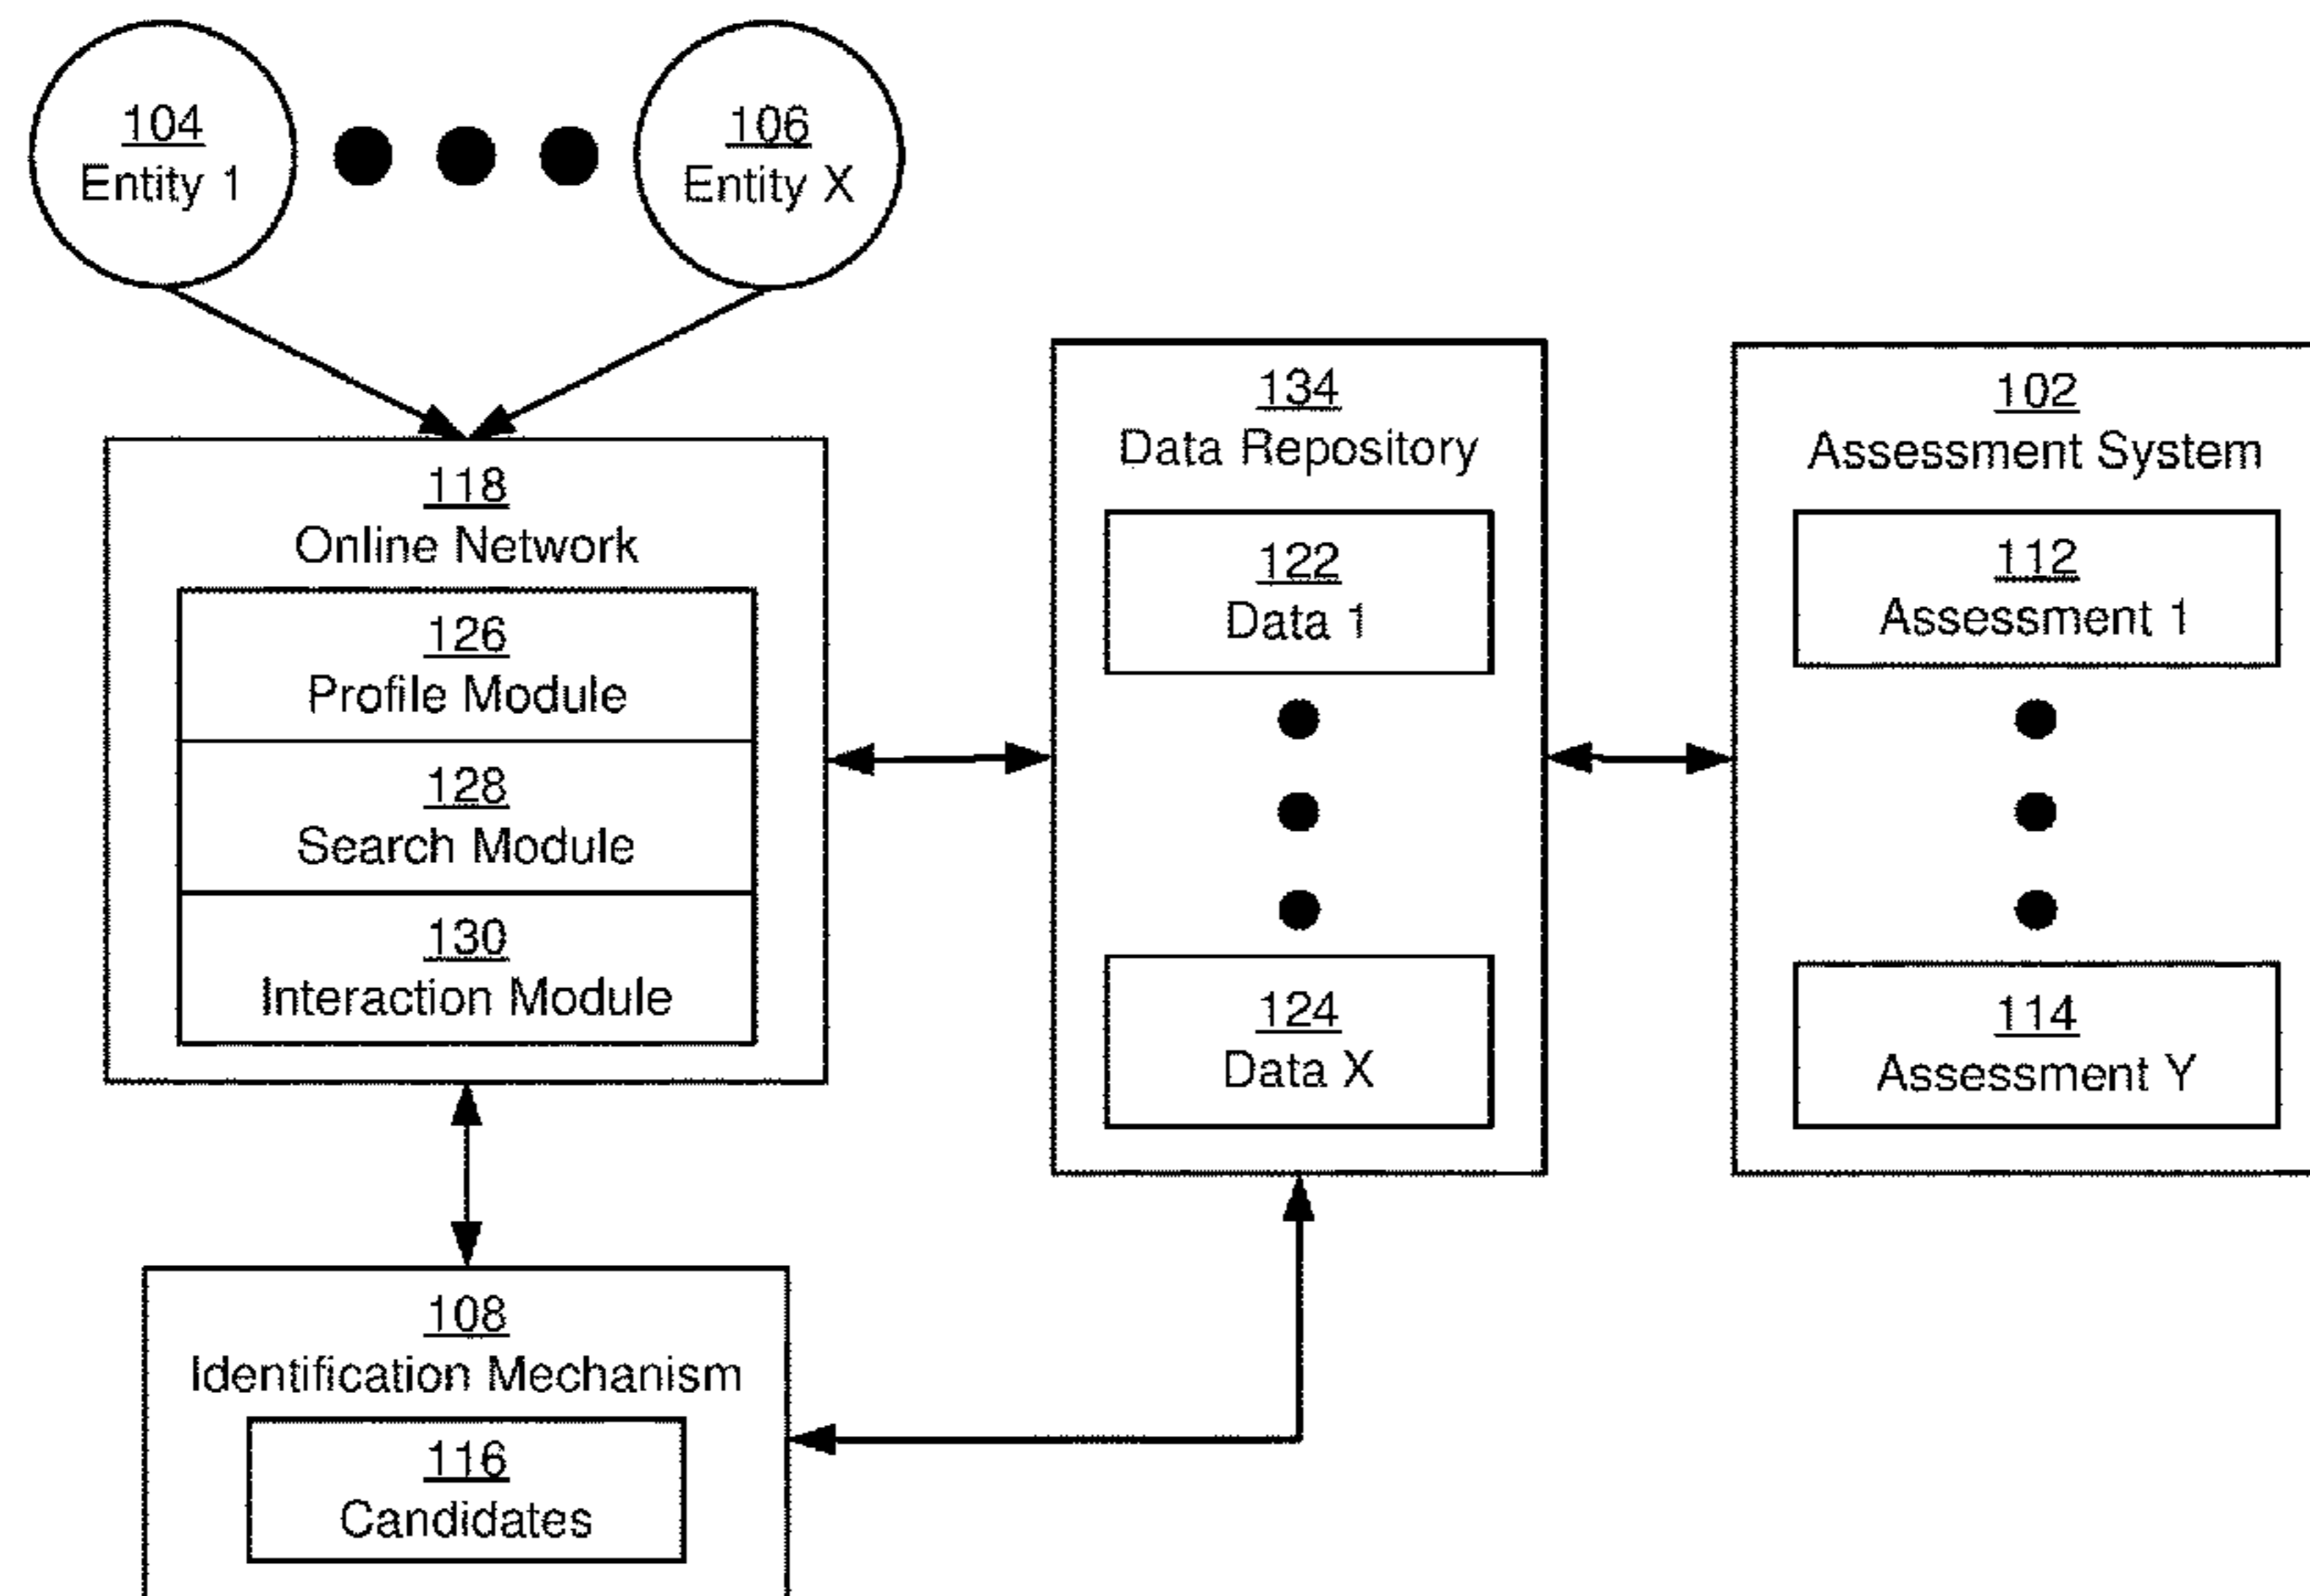 104
Entity 1
106
Entity X
118
Online Network
126
Profile Module
128
Search Module
130
Interaction Module
134
Data Repository
122
Data 1
124
Data X
102
Assessment System
112
Assessment 1
114
Assessment Y
108
Identification Mechanism
116
Candidates